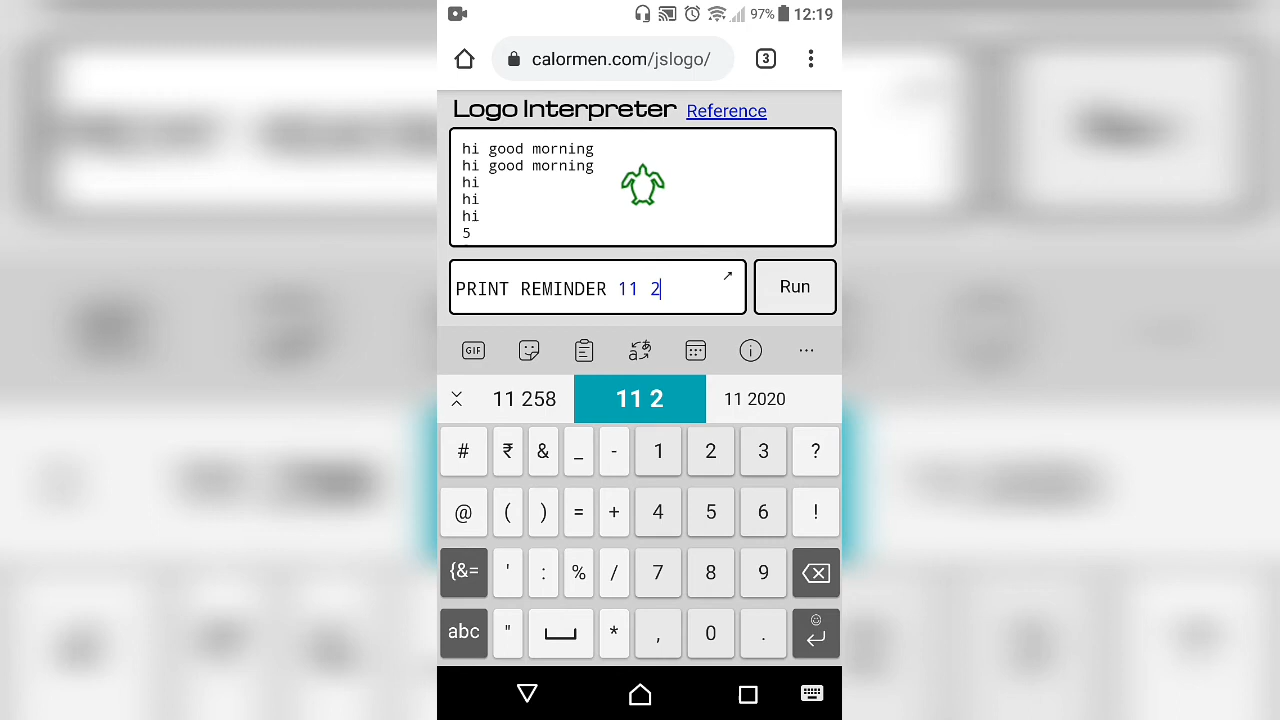 97% 12:19
calormen.com/jslogo/ 3
Logo Interpreter Reference
hi good morning
hi good morning
hi
hi
hi
5
PRINT REMINDER 11 2 Run
GIF
11 258 11 2 11 2020
# ₹ & _ - 1 2 3 ?
@ ( ) = + 4 5 6 !
{&= ' : % / 7 8 9
abc " * , 0 .